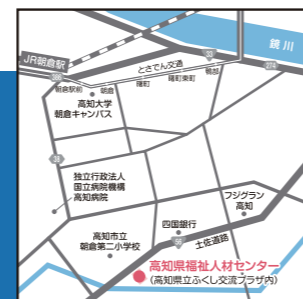 鏡川
JR朝倉駅
とさでん交通
朝倉駅前
朝倉
曙町
曙町東町
朝倉
高知大学
朝倉キャンパス
独立行政法人
国立病院機構
高知病院
フジグラン
高知
四国銀行
高知市立
朝倉第二小学校
56
土佐道路
高知県福祉人材センター
(高知県立ふくし交流プラザ内)